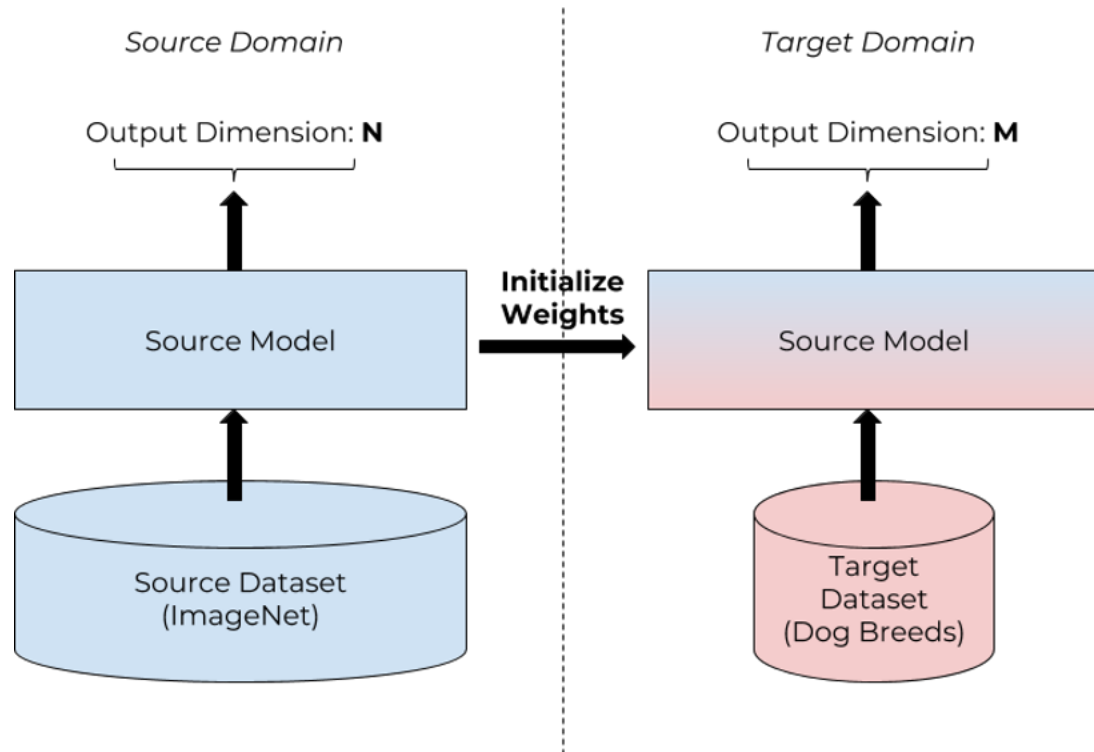 Source Domain
Target Domain
Output Dimension: N
Output Dimension: M
Initialize
Weights
Source Model
Source Model
Source Dataset
(ImageNet)
Target
Dataset
(Dog Breeds)